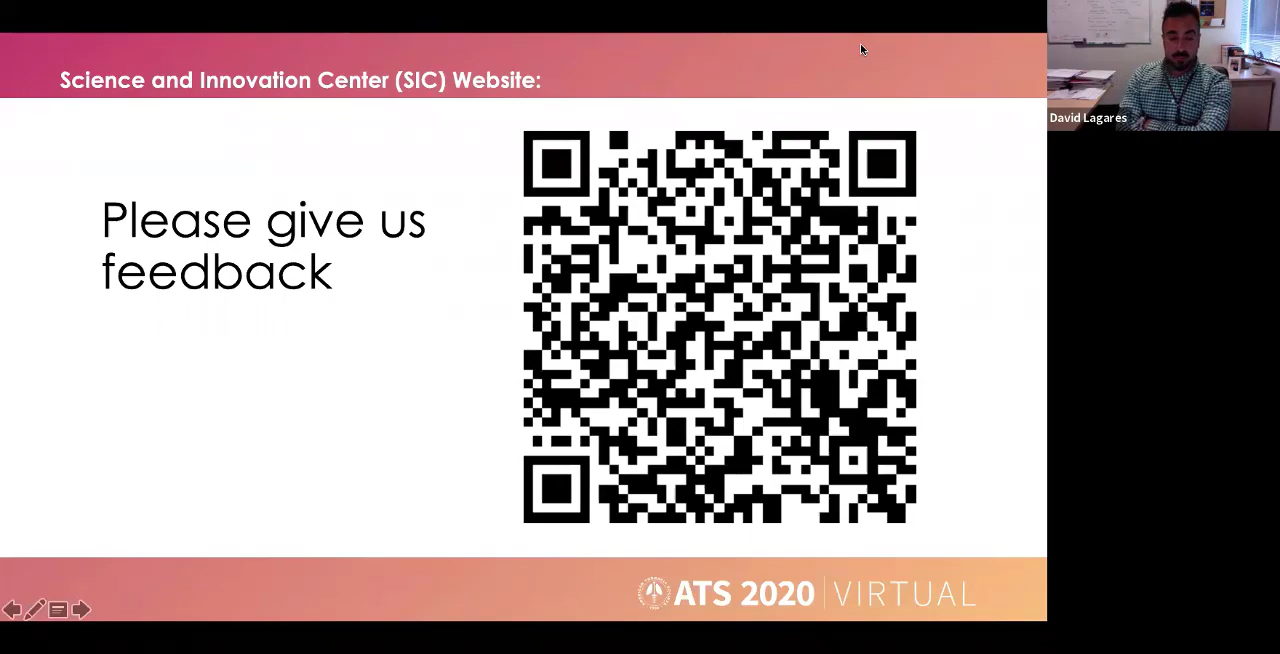 Science and Innovation Center (SIC) Website:
David Lagares
Please give us
feedback
ATS 2020 VIRTUAL